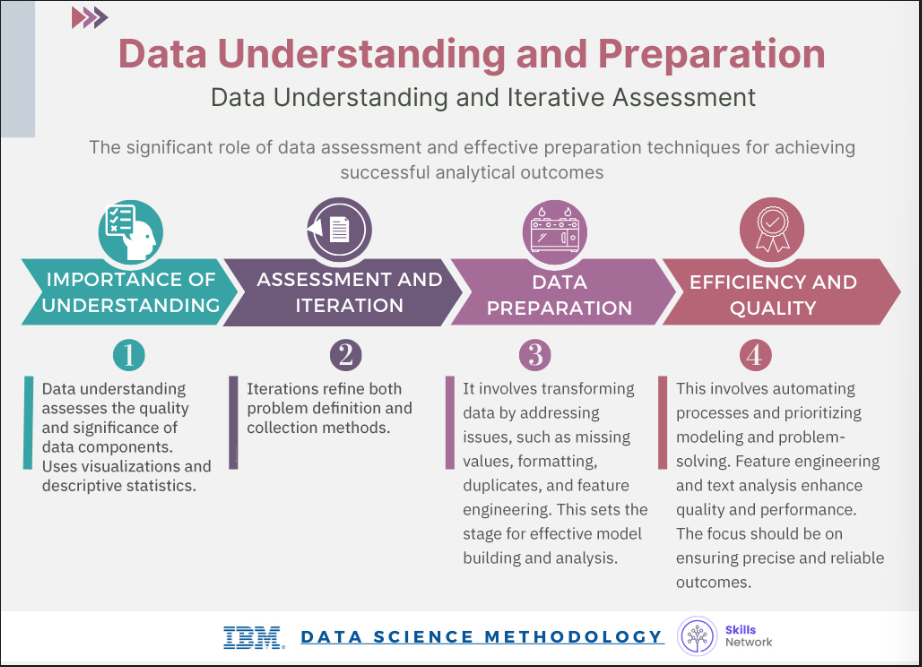 Data Understanding and Preparation
Data Understanding and Iterative Assessment
The significant role of data assessment and effective preparation techniques for achieving
successful analytical outcomes
IMPORTANCE OF
UNDERSTANDING
1
Data understanding
assesses the quality
and significance of
data components.
Uses visualizations and
descriptive statistics.
ASSESSMENT AND
ITERATION
2
Iterations refine both
problem definition and
collection methods.
DATA
PREPARATION
3
It involves transforming
data by addressing
issues, such as missing
values, formatting,
duplicates, and feature
engineering. This sets the
stage for effective model
building and analysis.
EFFICIENCY AND
QUALITY
4
This involves automating
processes and prioritizing
modeling and problem-
solving. Feature engineering
and text analysis enhance
quality and performance.
The focus should be on
ensuring precise and reliable
outcomes.
IBM® DATA SCIENCE METHODOLOGY
Skills
Network